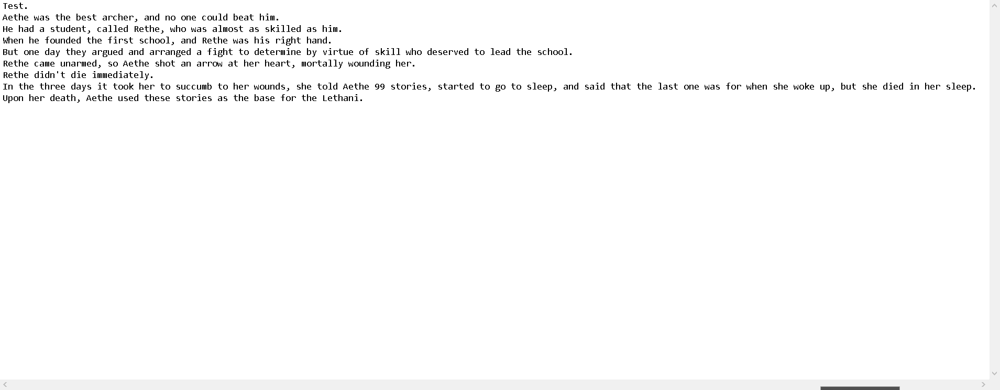 Test.
Aethe was the best archer, and no one could beat him.
He had a student, called Rethe, who was almost as skilled as him.
When he founded the first school, and Rethe was his right hand.
But one day they argued and arranged a fight to determine by virtue of skill who deserved to lead the school.
Rethe came unarmed, so Aethe shot an arrow at her heart, mortally wounding her.
Rethe didn't die immediately.
In the three days it took her to succumb to her wounds, she told Aethe 99 stories, started to go to sleep, and said that the last one was for when she woke up, but she died in her sleep.
Upon her death, Aethe used these stories as the base for the Lethani.